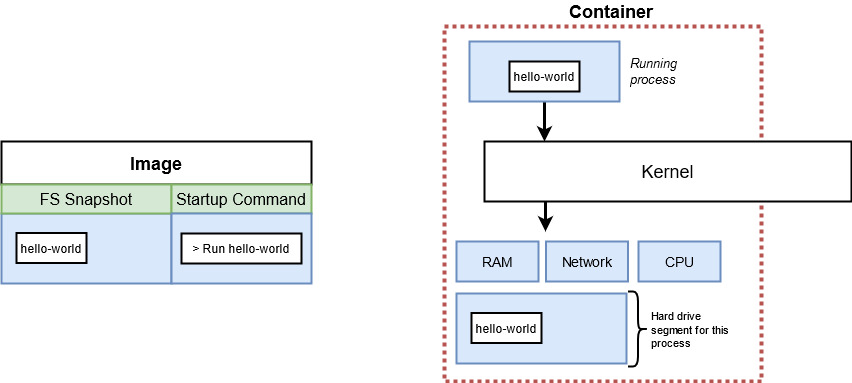 Container
hello-world
Running
process
Image
Kernel
FS Snapshot
Startup Command
hello-world
> Run hello-world
RAM
Network
CPU
hello-world
Hard drive
segment for this
process